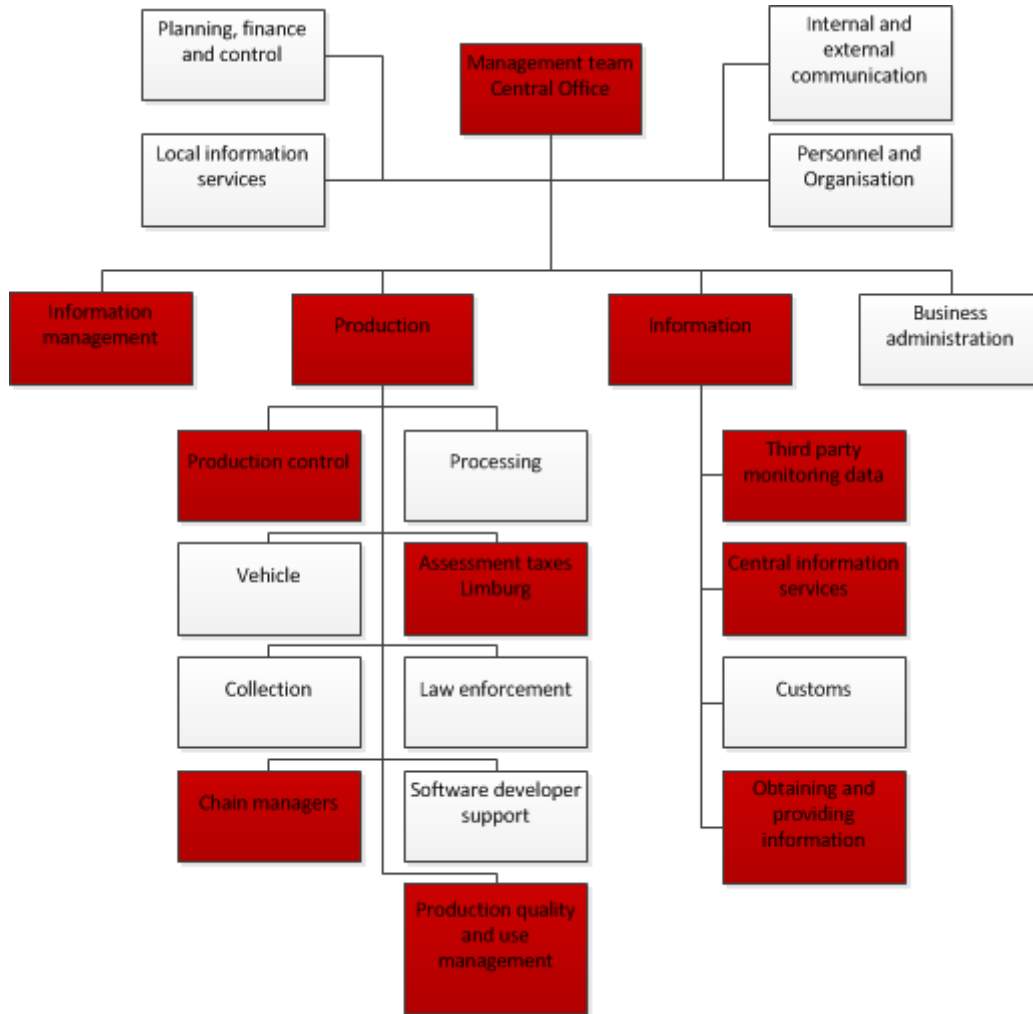 Planning, finance
and control
Management team
Central Office
Internal and
external
communication
Local information
services
Personnel and
Organisation
Information
management
Production
Information
Business
administration
Production control
Processing
Third party
monitoring data
Vehicle
Assessment taxes
Limburg
Central information
services
Collection
Law enforcement
Customs
Chain managers
Software developer
support
Obtaining and
providing
information
Production quality
and use
management